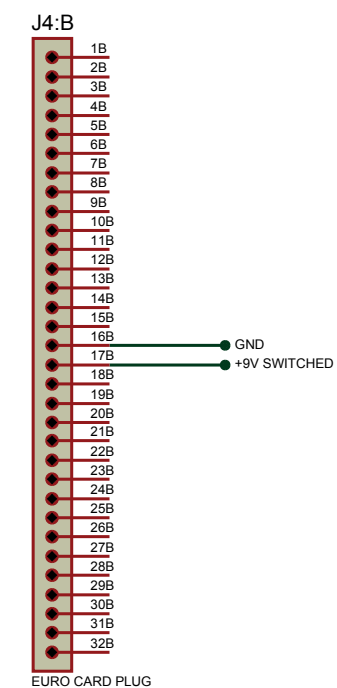 J4:B
1B
2B
3B
4B
5B
6B
7B
8B
9B
10B
11B
12B
13B
14B
15B
16B GND
17B +9V SWITCHED
18B
19B
20B
21B
22B
23B
24B
25B
26B
27B
28B
29B
30B
31B
32B
EURO CARD PLUG